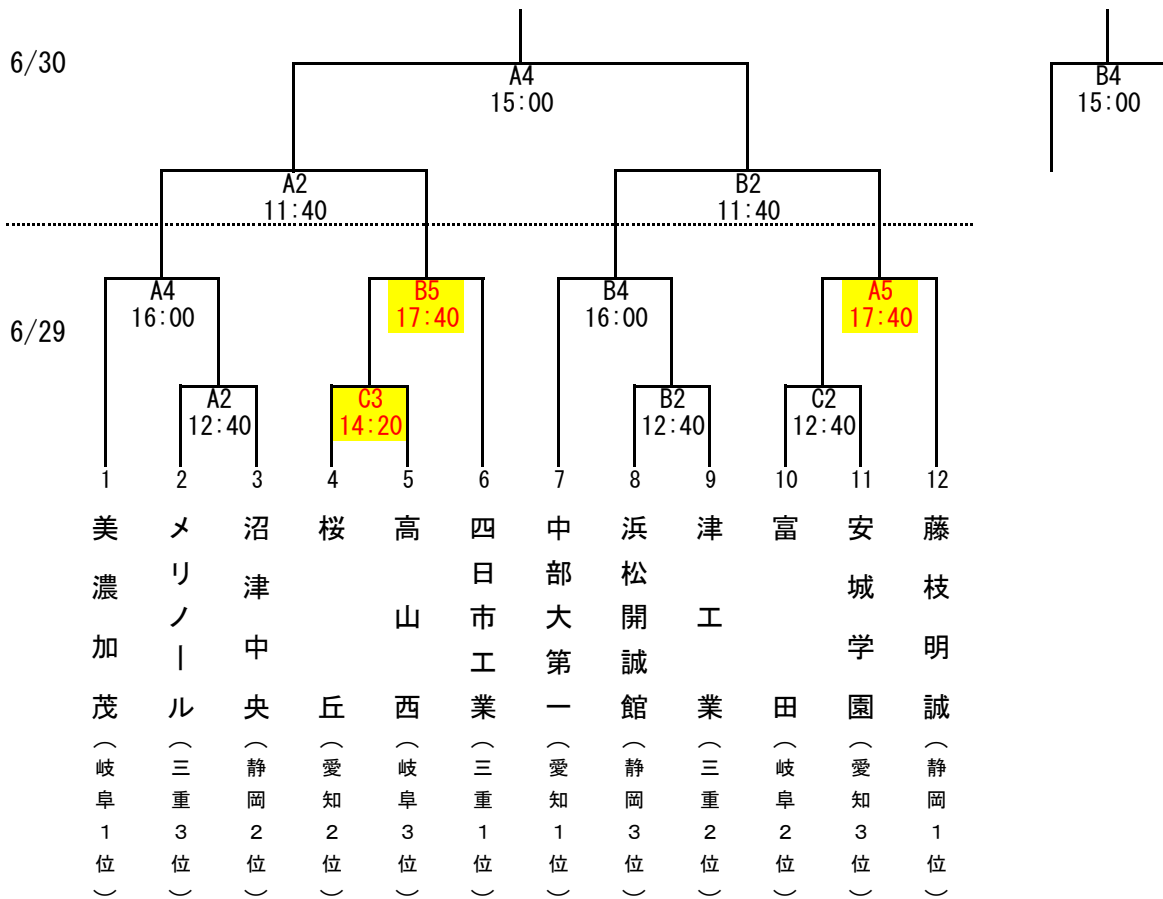 6/30
A4
15:00
B4
15:00
A2
11:40
B2
11:40
6/29
A4
16:00
B5
17:40
B4
16:00
A5
17:40
A2
12:40
C3
14:20
B2
12:40
C2
12:40
1
2
3
4
5
6
7
8
9
10
11
12
美濃加茂
メリノール
沼津中央
桜丘
高山西
四日市工業
中部大第一
浜松開誠館
津工業
富田
安城学園
藤枝明誠
（岐阜1位）
（三重3位）
（静岡2位）
（愛知2位）
（岐阜3位）
（三重1位）
（愛知1位）
（静岡3位）
（三重2位）
（岐阜2位）
（愛知3位）
（静岡1位）